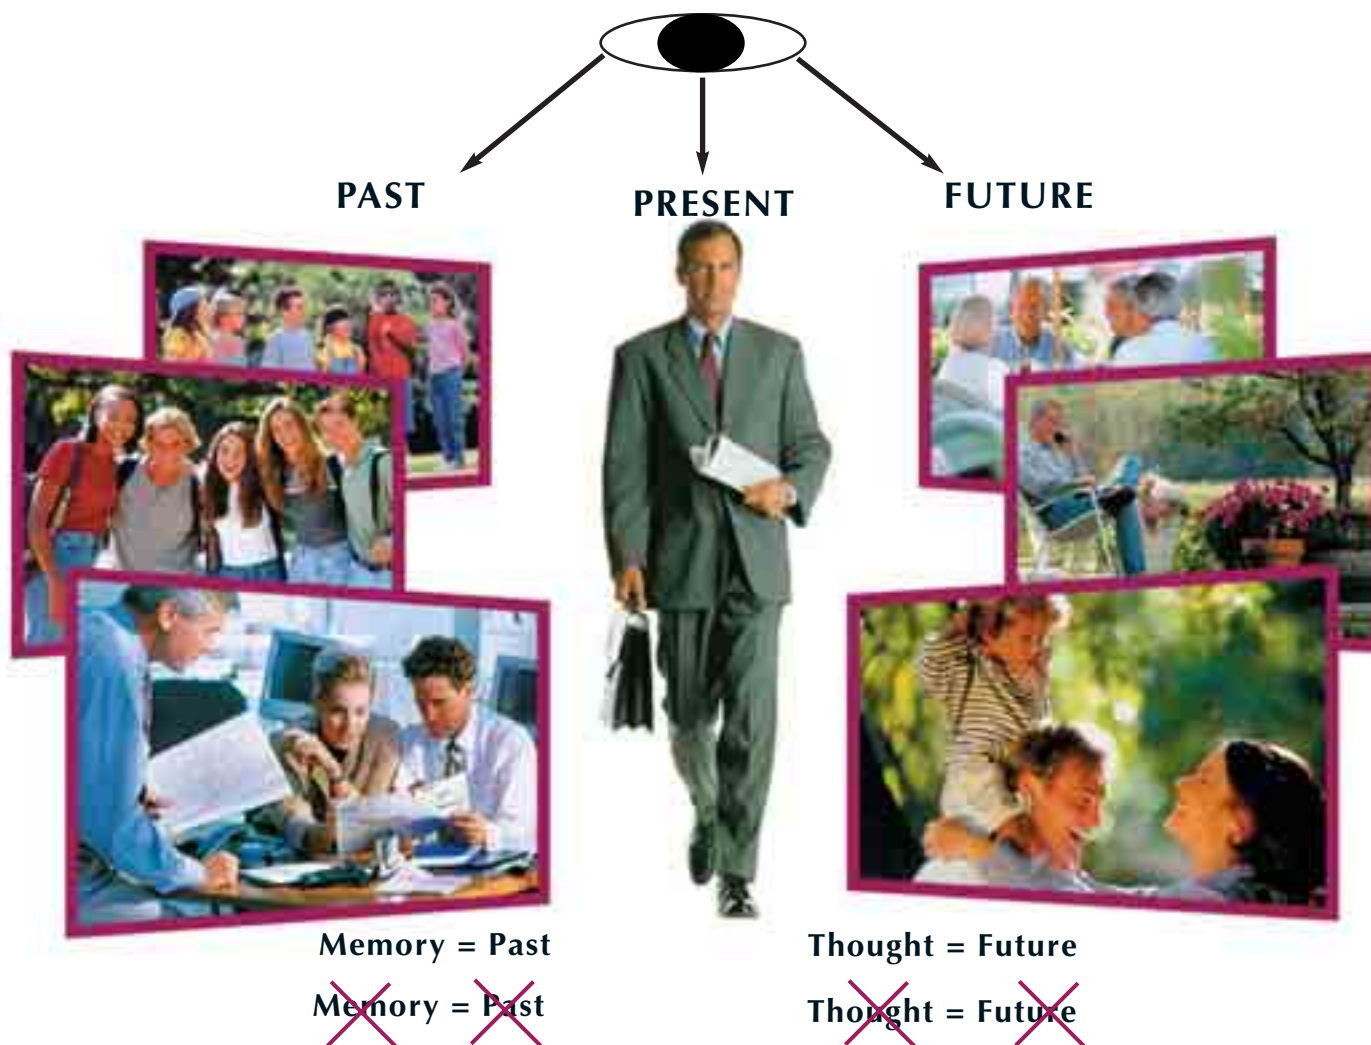 PAST
PRESENT
FUTURE
Memory = Past
Thought = Future
Memory = Past
Thought = Future